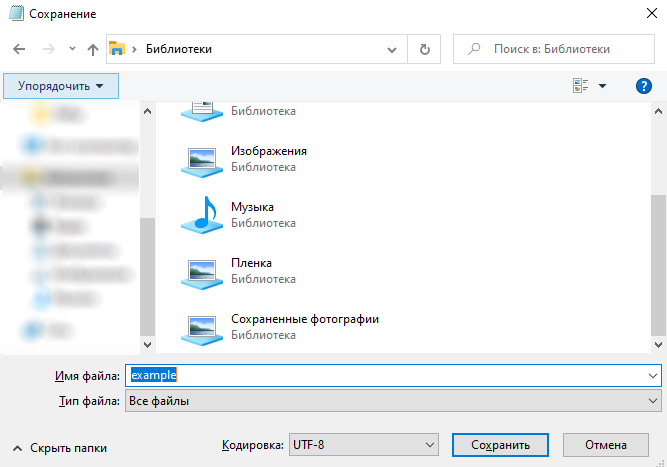 Сохранение
Библиотеки
Поиск в: Библиотеки
Упорядочить
?
Библиотека
Изображения
Библиотека
Музыка
Библиотека
Пленка
Библиотека
Сохраненные фотографии
Библиотека
Имя файла: example
Тип файла: Все файлы
Скрыть папки
Кодировка: UTF-8
Сохранить
Отмена